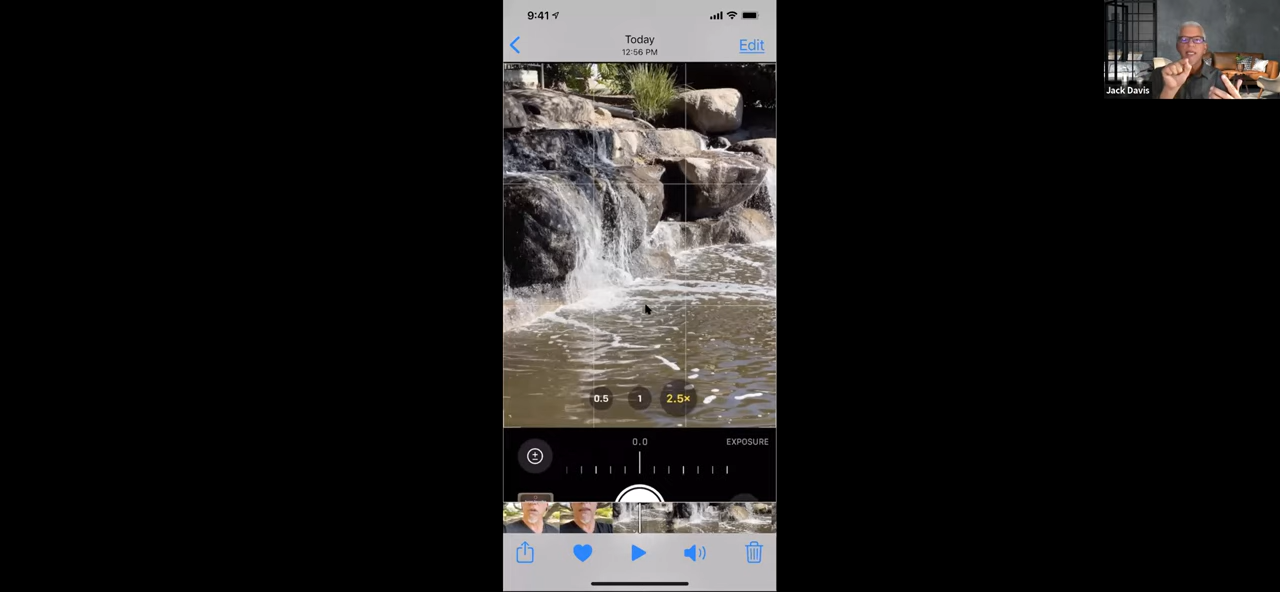 9:41
Today
12:56 PM
Edit
Jack Davis
0.5
1
2.5×
0.0
EXPOSURE